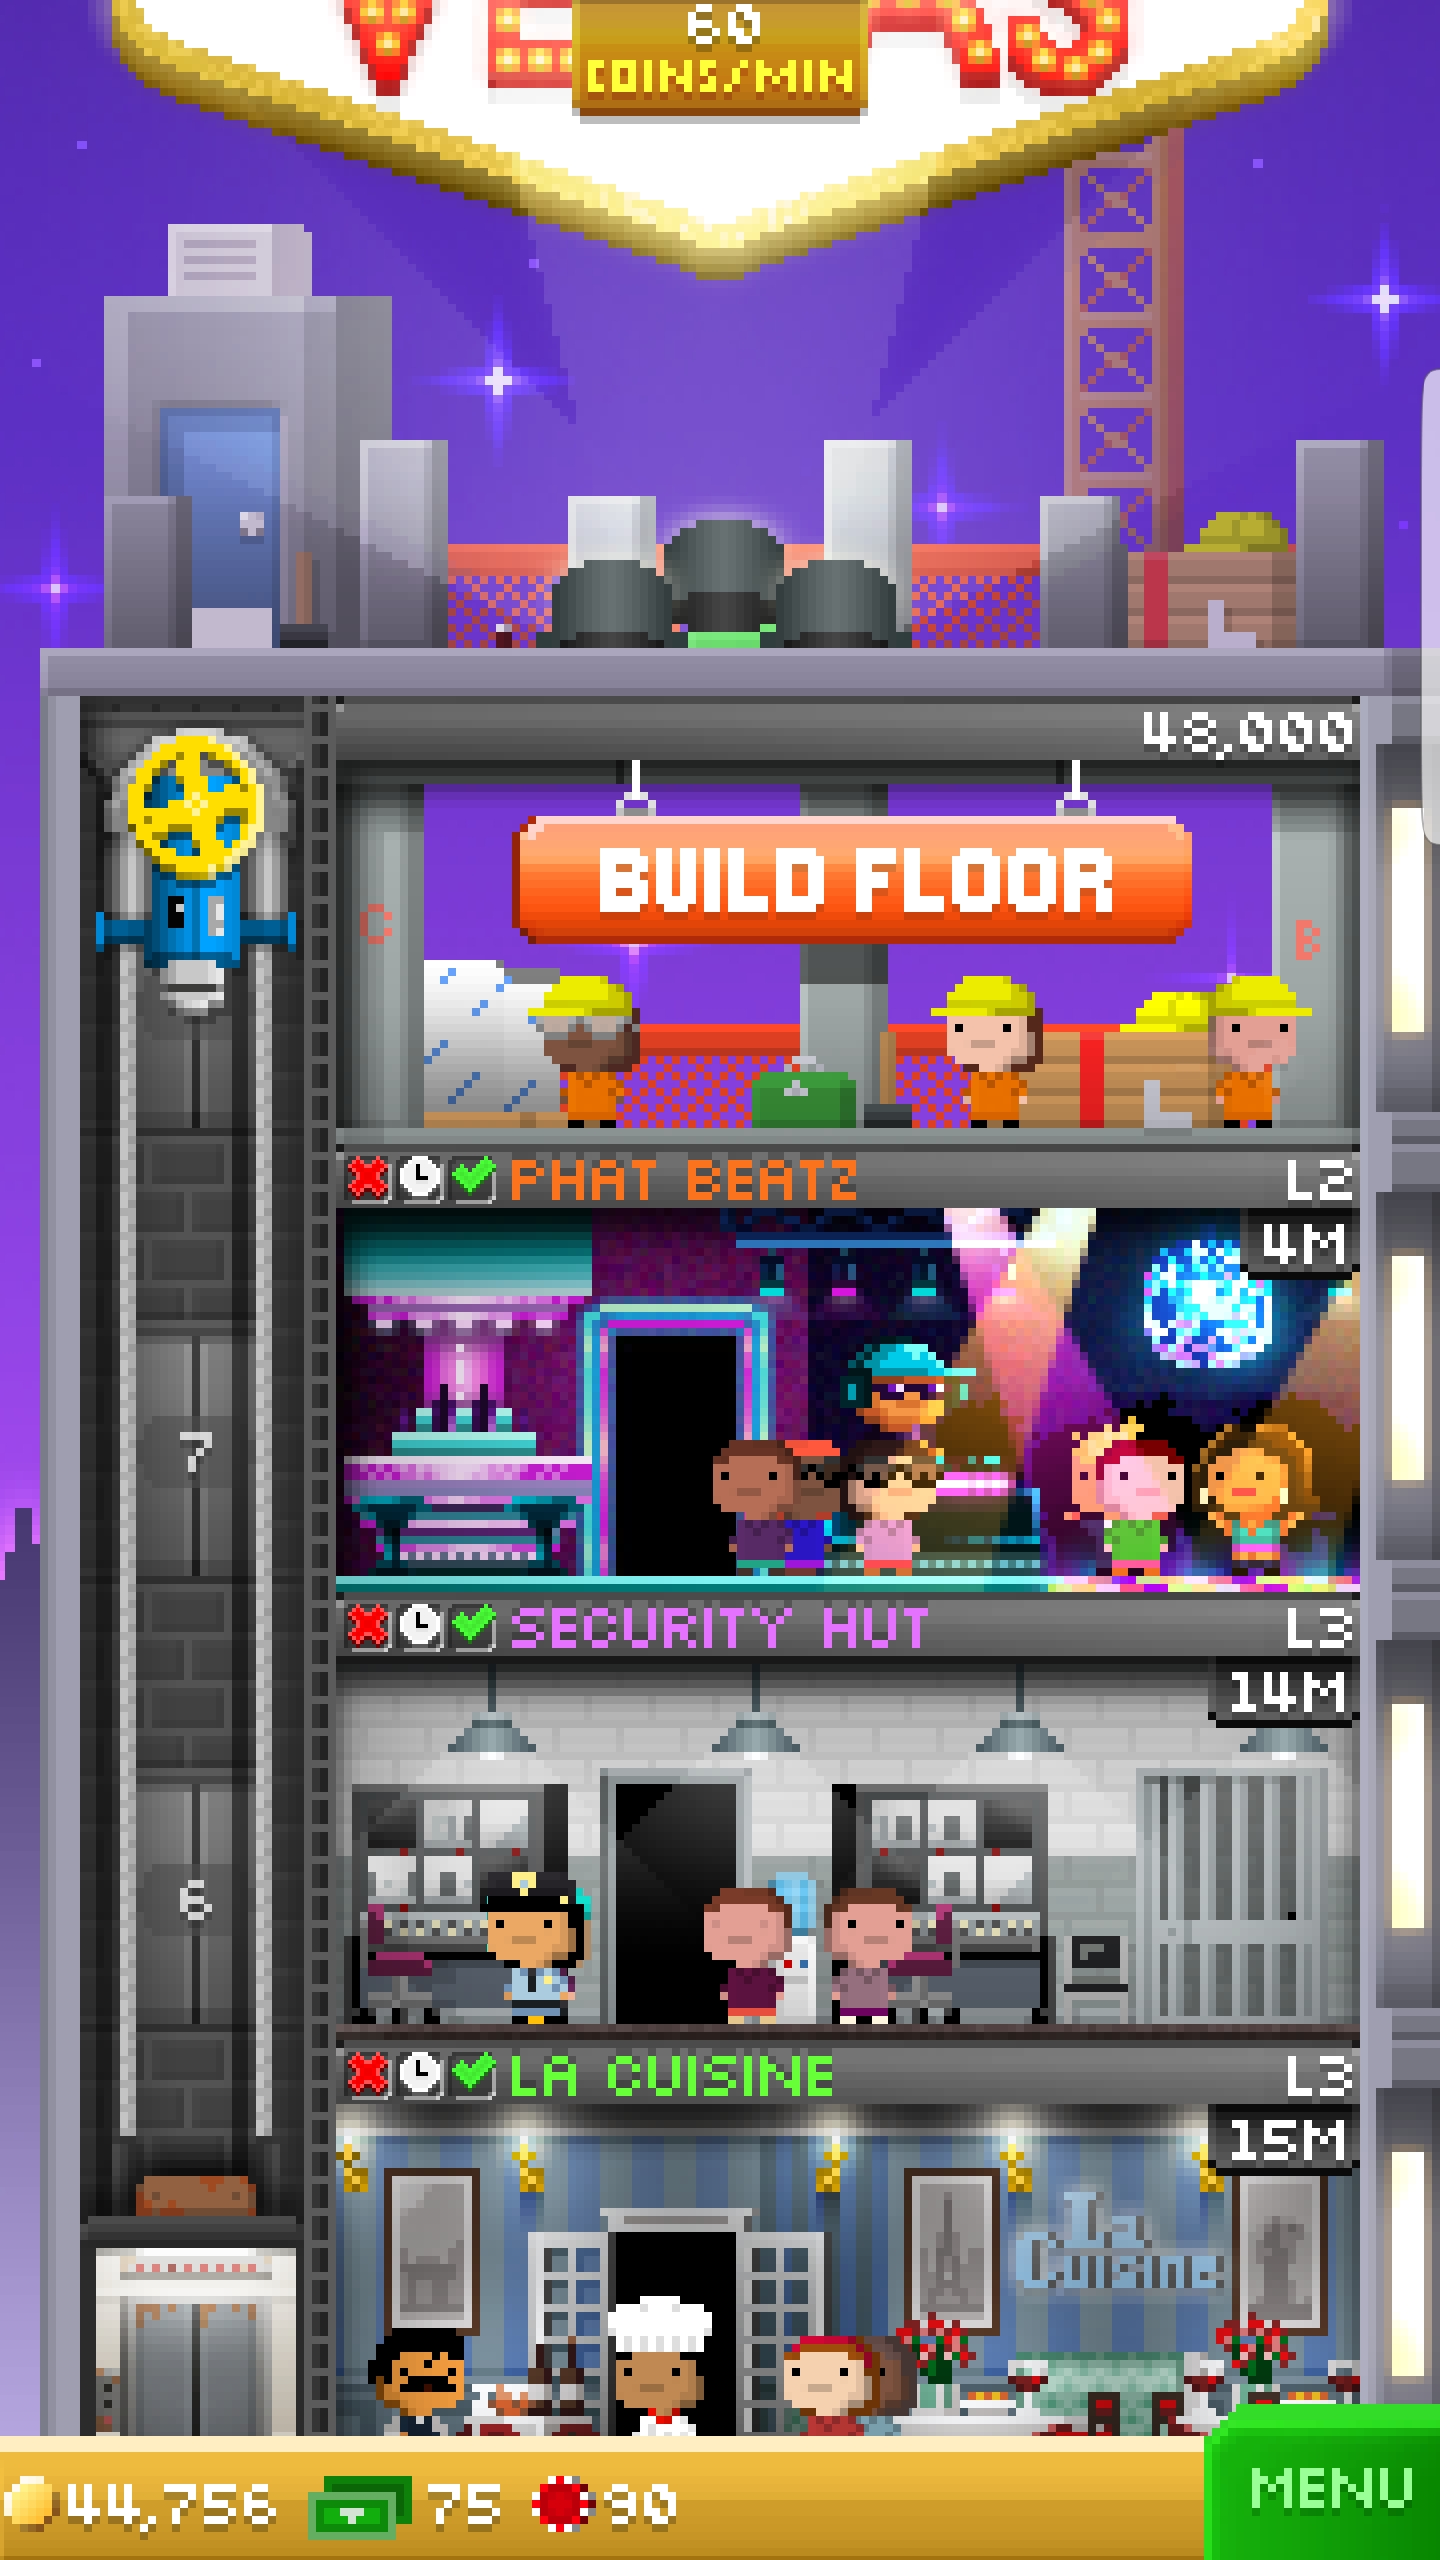 60
COINS/MIN
48,000
BUILD FLOOR
C
B
PHAT BEATZ L2
4M
7
SECURITY HUT L3
14M
6
LA CUISINE L3
15M
La
Cuisine
44,756 75 90
MENU